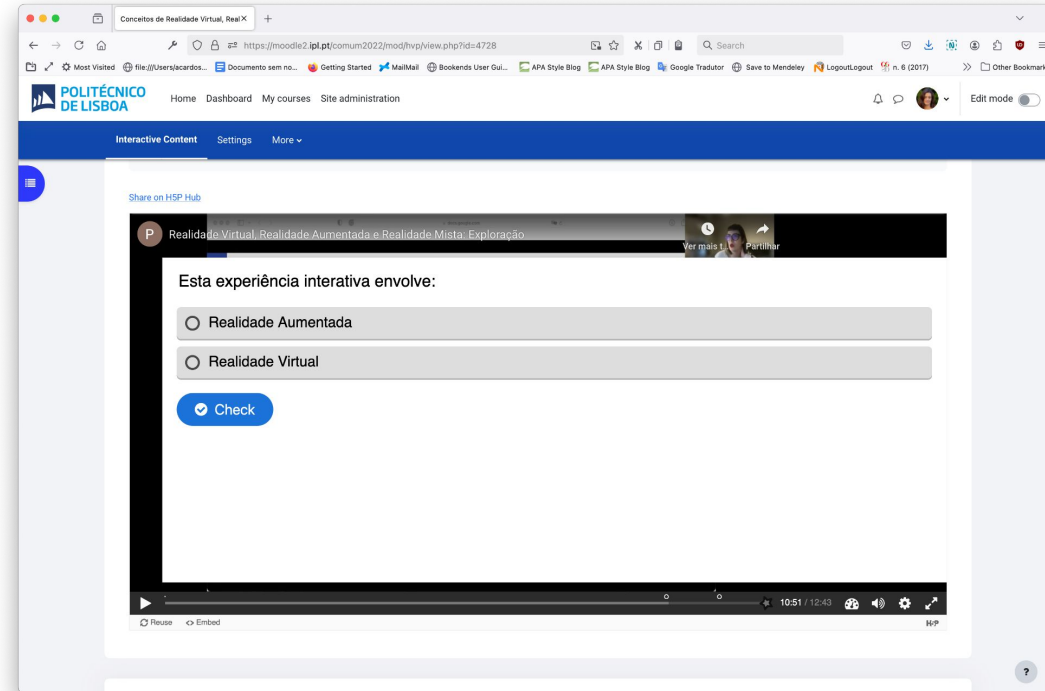 Conceitos de Realidade Virtual, Real
https://moodle2.ipl.pt/comum2022/mod/hvp/view.php?id=4728
Search
Most Visited file:///Users/acardos... Documento sem no... Getting Started MailMail Bookends User Gui... APA Style Blog APA Style Blog Google Tradutor Save to Mendeley LogoutLogout n. 6 (2017) Other Bookmark
POLITÉCNICO
DE LISBOA
Home Dashboard My courses Site administration
Edit mode
Interactive Content Settings More
Share on H5P Hub
P Realidade Virtual, Realidade Aumentada e Realidade Mista: Exploração
Ver mais t... Partilhar
Esta experiência interativa envolve:
Realidade Aumentada
Realidade Virtual
Check
10:51 / 12:43
Reuse <> Embed
H5P
?